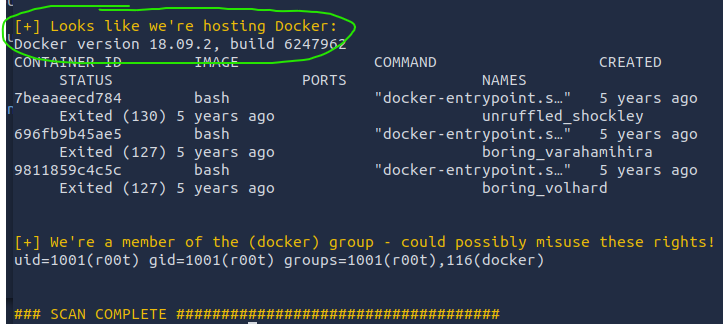 [+] Looks like we're hosting Docker:
Docker version 18.09.2, build 6247962
CONTAINER ID IMAGE COMMAND CREATED
STATUS PORTS NAMES
7beaaeecd784 bash "docker-entrypoint.s…" 5 years ago
Exited (130) 5 years ago unruffled_shockley
696fb9b45ae5 bash "docker-entrypoint.s…" 5 years ago
Exited (127) 5 years ago boring_varahamihira
9811859c4c5c bash "docker-entrypoint.s…" 5 years ago
Exited (127) 5 years ago boring_volhard
[+] We're a member of the (docker) group - could possibly misuse these rights!
uid=1001(r00t) gid=1001(r00t) groups=1001(r00t),116(docker)
### SCAN COMPLETE ####################################